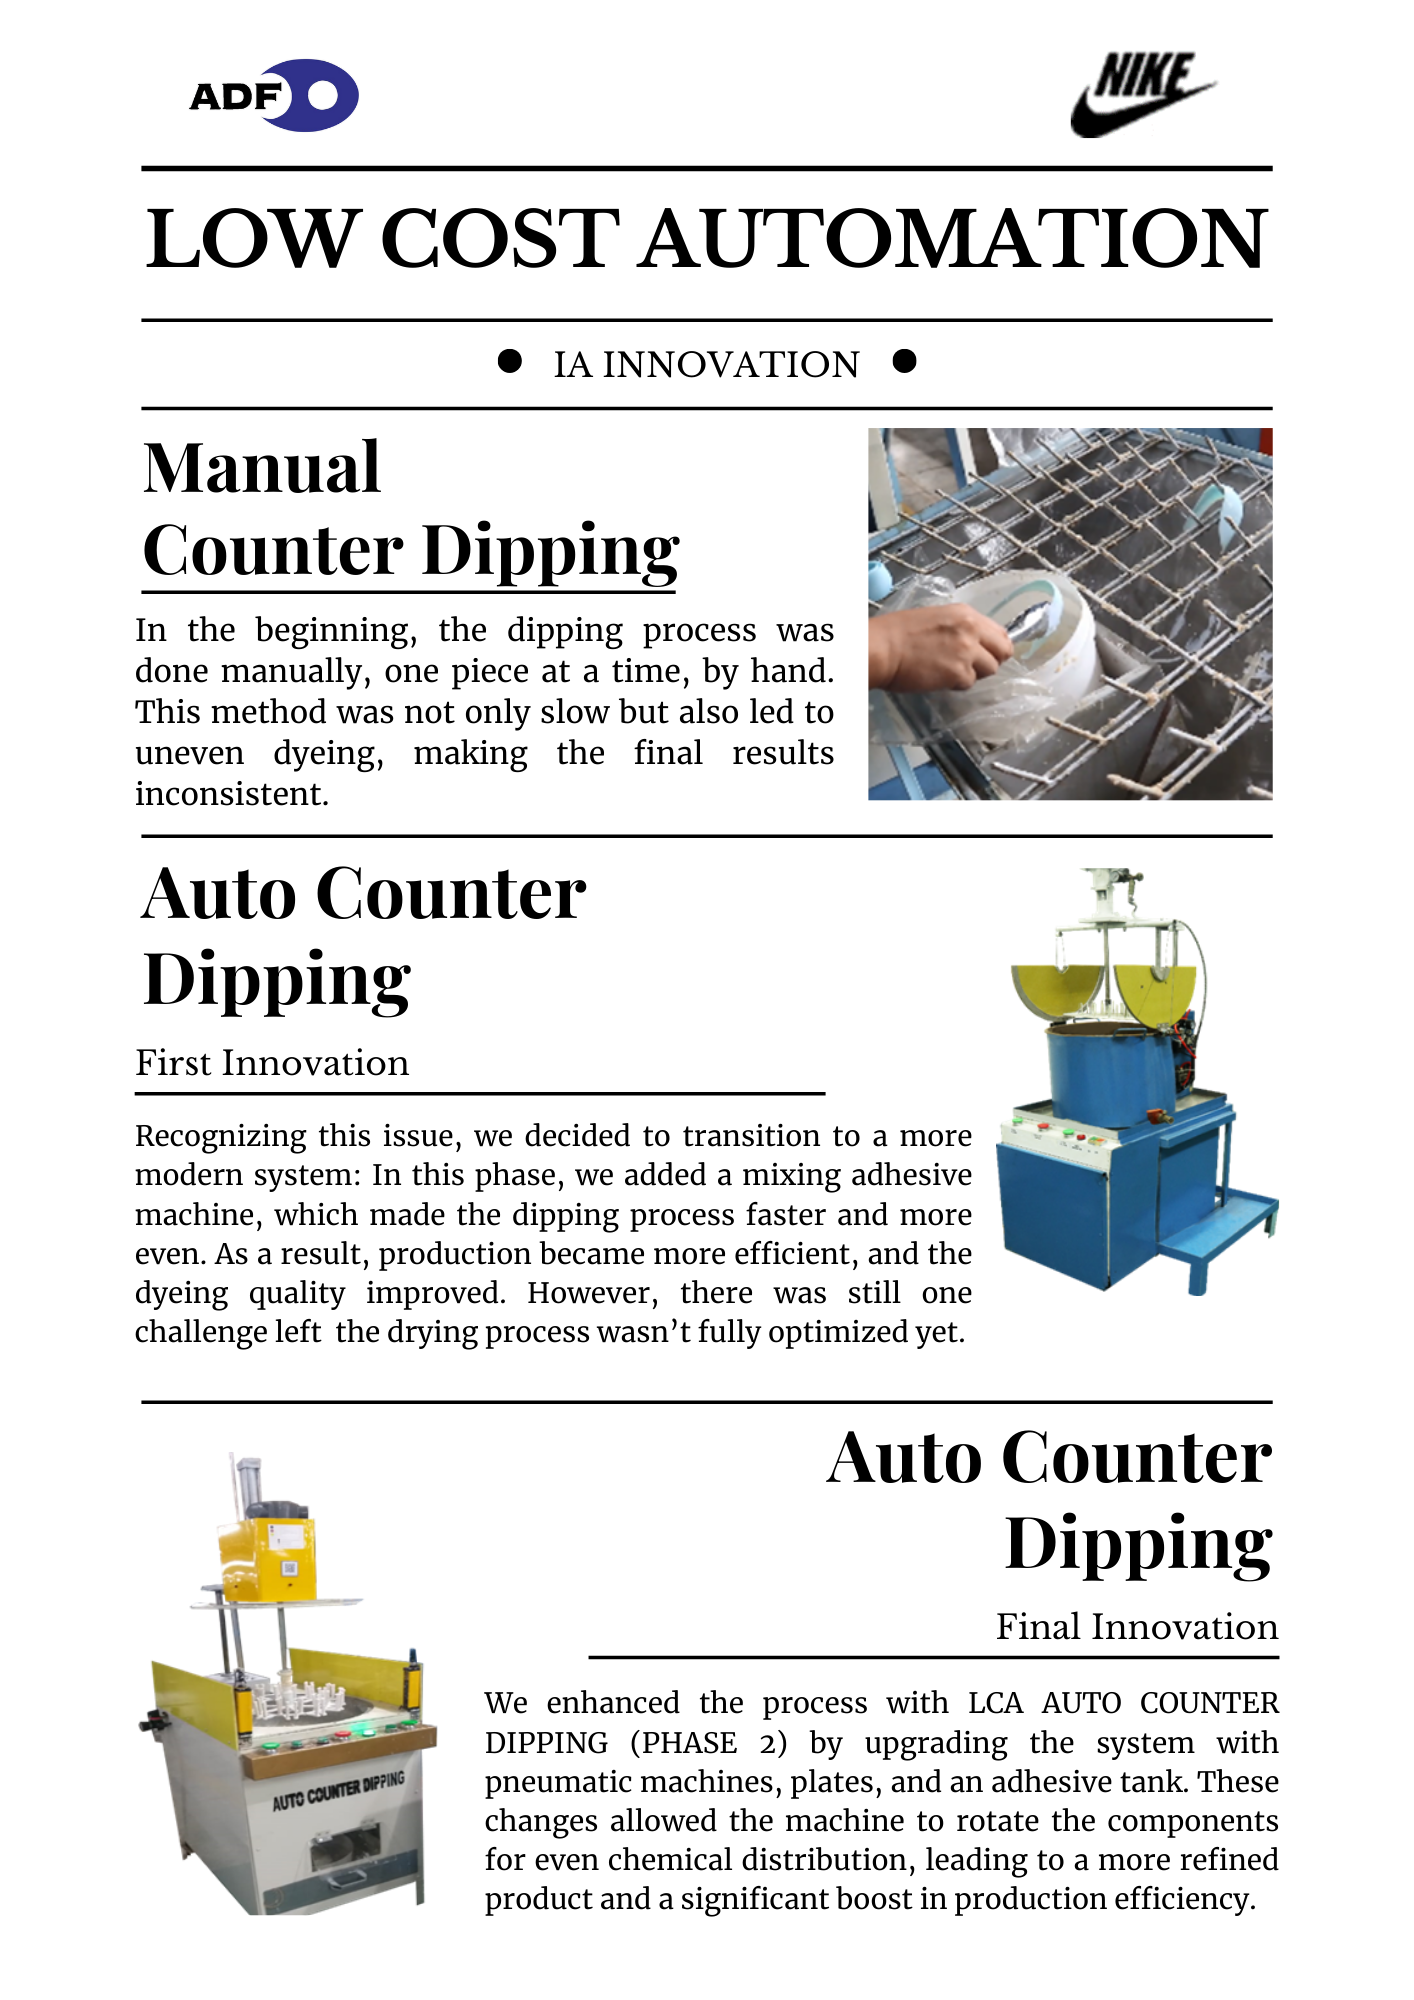 ADF
NIKE
LOW COST AUTOMATION
IA INNOVATION
Manual
Counter Dipping
In the beginning, the dipping process was
done manually, one piece at a time, by hand.
This method was not only slow but also led to
uneven dyeing, making the final results
inconsistent.
Auto Counter
Dipping
First Innovation
Recognizing this issue, we decided to transition to a more
modern system: In this phase, we added a mixing adhesive
machine, which made the dipping process faster and more
even. As a result, production became more efficient, and the
dyeing quality improved. However, there was still one
challenge left  the drying process wasn’t fully optimized yet.
Auto Counter
Dipping
Final Innovation
We enhanced the process with LCA AUTO COUNTER
DIPPING (PHASE 2) by upgrading the system with
pneumatic machines, plates, and an adhesive tank. These
changes allowed the machine to rotate the components
for even chemical distribution, leading to a more refined
product and a significant boost in production efficiency.
AUTO COUNTER DIPPING